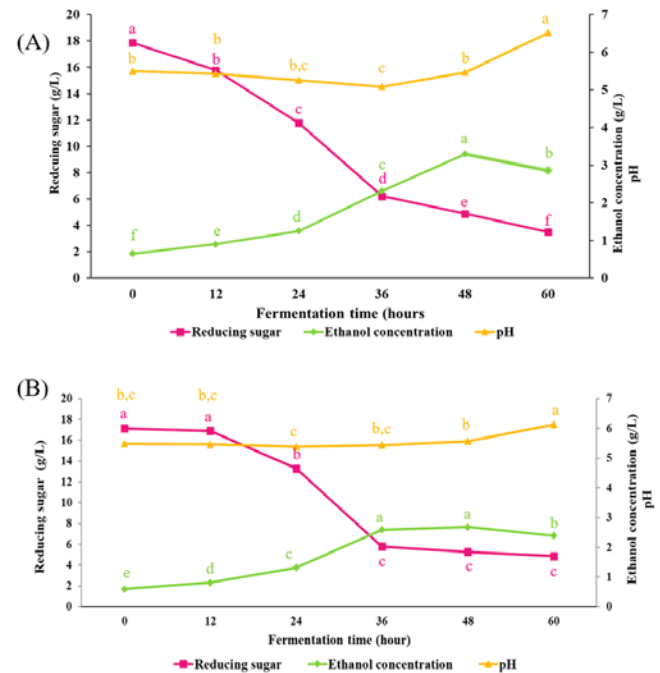 (A)
Redcuing sugar (g/L)
20
18
16
14
12
10
8
6
4
2
0
a
b
b
b
c
b,c
d
c
c
a
b
e
a
b
f
f
e
d
7
6
5
4
3
2
1
0
Ethanol concentration (g/L)
pH
0 12 24 36 48 60
Fermentation time (hours
Reducing sugar Ethanol concentration pH
(B)
Reducing sugar (g/L)
20
18
16
14
12
10
8
6
4
2
0
b,c b,c c b,c b a
a a b c c c
e d c a a b
7
6
5
4
3
2
1
0
Ethanol concentration (g/L)
pH
0 12 24 36 48 60
Fermentation time (hour)
Reducing sugar Ethanol concentration pH